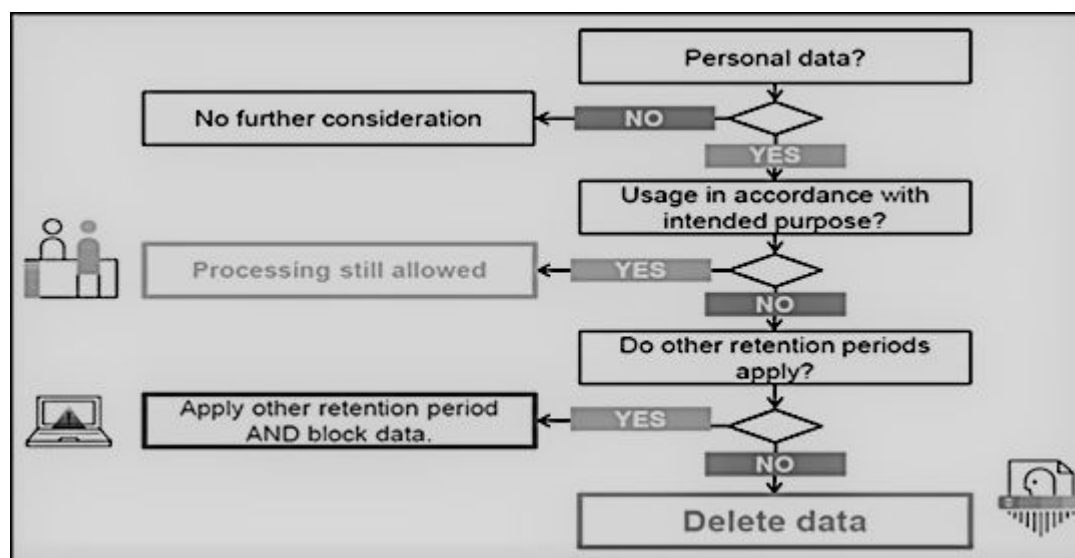 Personal data?
No further consideration
NO
YES
Usage in accordance with
intended purpose?
Processing still allowed
YES
NO
Do other retention periods
apply?
Apply other retention period
AND block data.
YES
NO
Delete data